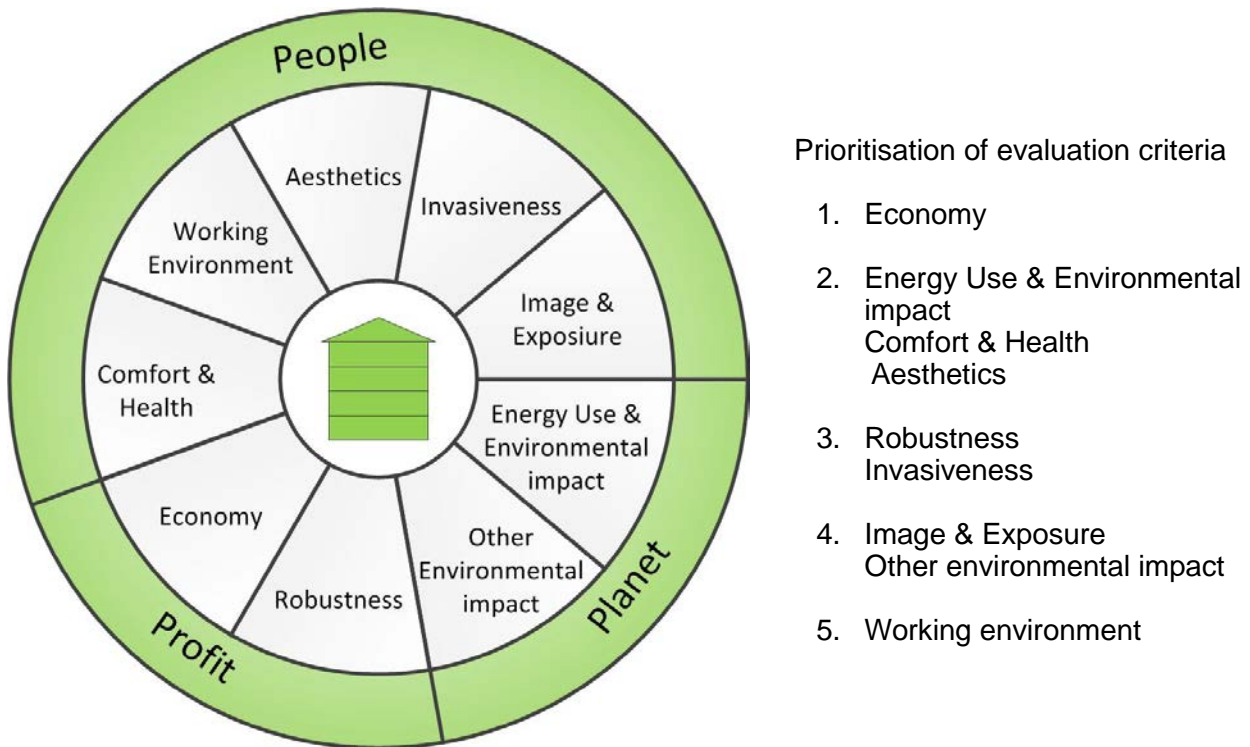 People
Aesthetics
Invasiveness
Working
Environment
Image &
Exposiure
Comfort &
Health
Energy Use &
Environmental
impact
Economy
Other
Environmental
impact
Robustness
Profit
Planet
Prioritisation of evaluation criteria
1. Economy
2. Energy Use & Environmental
impact
Comfort & Health
Aesthetics
3. Robustness
Invasiveness
4. Image & Exposure
Other environmental impact
5. Working environment